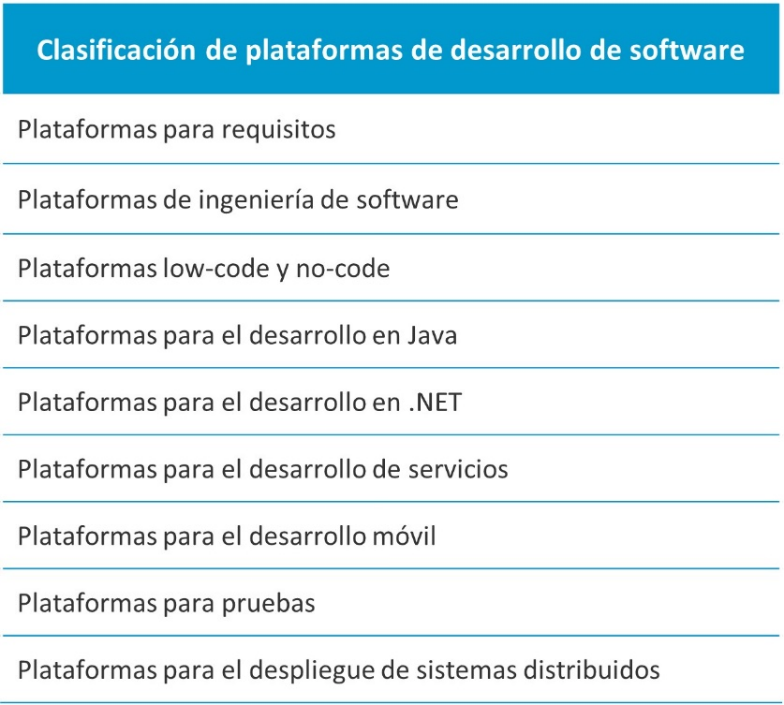 Clasificación de plataformas de desarrollo de software
Plataformas para requisitos
Plataformas de ingeniería de software
Plataformas low-code y no-code
Plataformas para el desarrollo en Java
Plataformas para el desarrollo en .NET
Plataformas para el desarrollo de servicios
Plataformas para el desarrollo móvil
Plataformas para pruebas
Plataformas para el despliegue de sistemas distribuidos